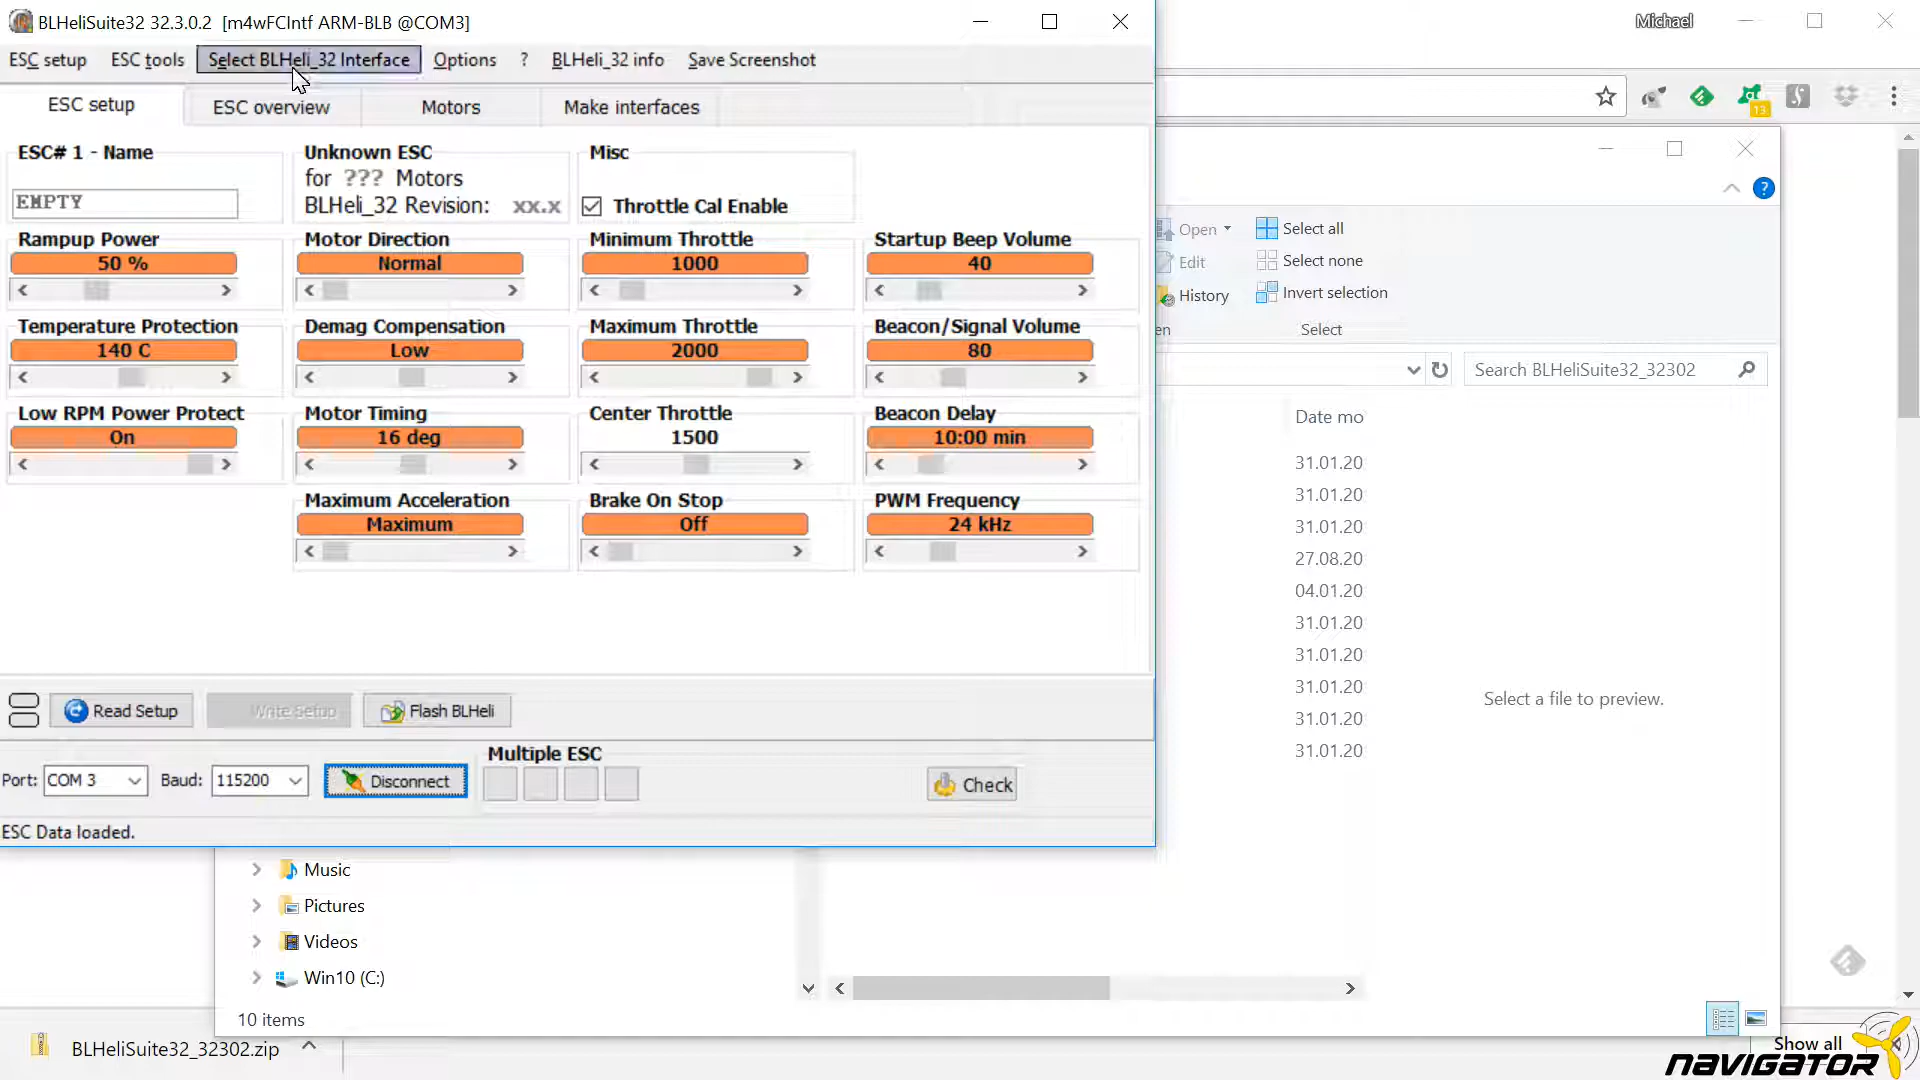 BLHeliSuite32 32.3.0.2 [m4wFCIntf ARM-BLB @COM3]
Michael
ESC setup ESC tools Select BLHeli_32 Interface Options ? BLHeli_32 info Save Screenshot
ESC setup ESC overview Motors Make interfaces
13
ESC# 1 - Name
EMPTY
Unknown ESC
for ??? Motors
BLHeli_32 Revision: xx.x
Misc
Throttle Cal Enable
Rampup Power
50 %
Motor Direction
Normal
Minimum Throttle
1000
Startup Beep Volume
40
Temperature Protection
140 C
Demag Compensation
Low
Maximum Throttle
2000
Beacon/Signal Volume
80
Low RPM Power Protect
On
Motor Timing
16 deg
Center Throttle
1500
Beacon Delay
10:00 min
Maximum Acceleration
Maximum
Brake On Stop
Off
PWM Frequency
24 kHz
Read Setup Write Setup Flash BLHeli
Multiple ESC
Port: COM 3 Baud: 115200 Disconnect Check
ESC Data loaded.
Open Select all
Edit Select none
History Invert selection
en Select
Search BLHeliSuite32_32302
Date mo
31.01.20
31.01.20
31.01.20
27.08.20
04.01.20
31.01.20
31.01.20
31.01.20
31.01.20
31.01.20
Select a file to preview.
Music
Pictures
Videos
Win10 (C:)
10 items
BLHeliSuite32_32302.zip
Show all
NAVIGATOR